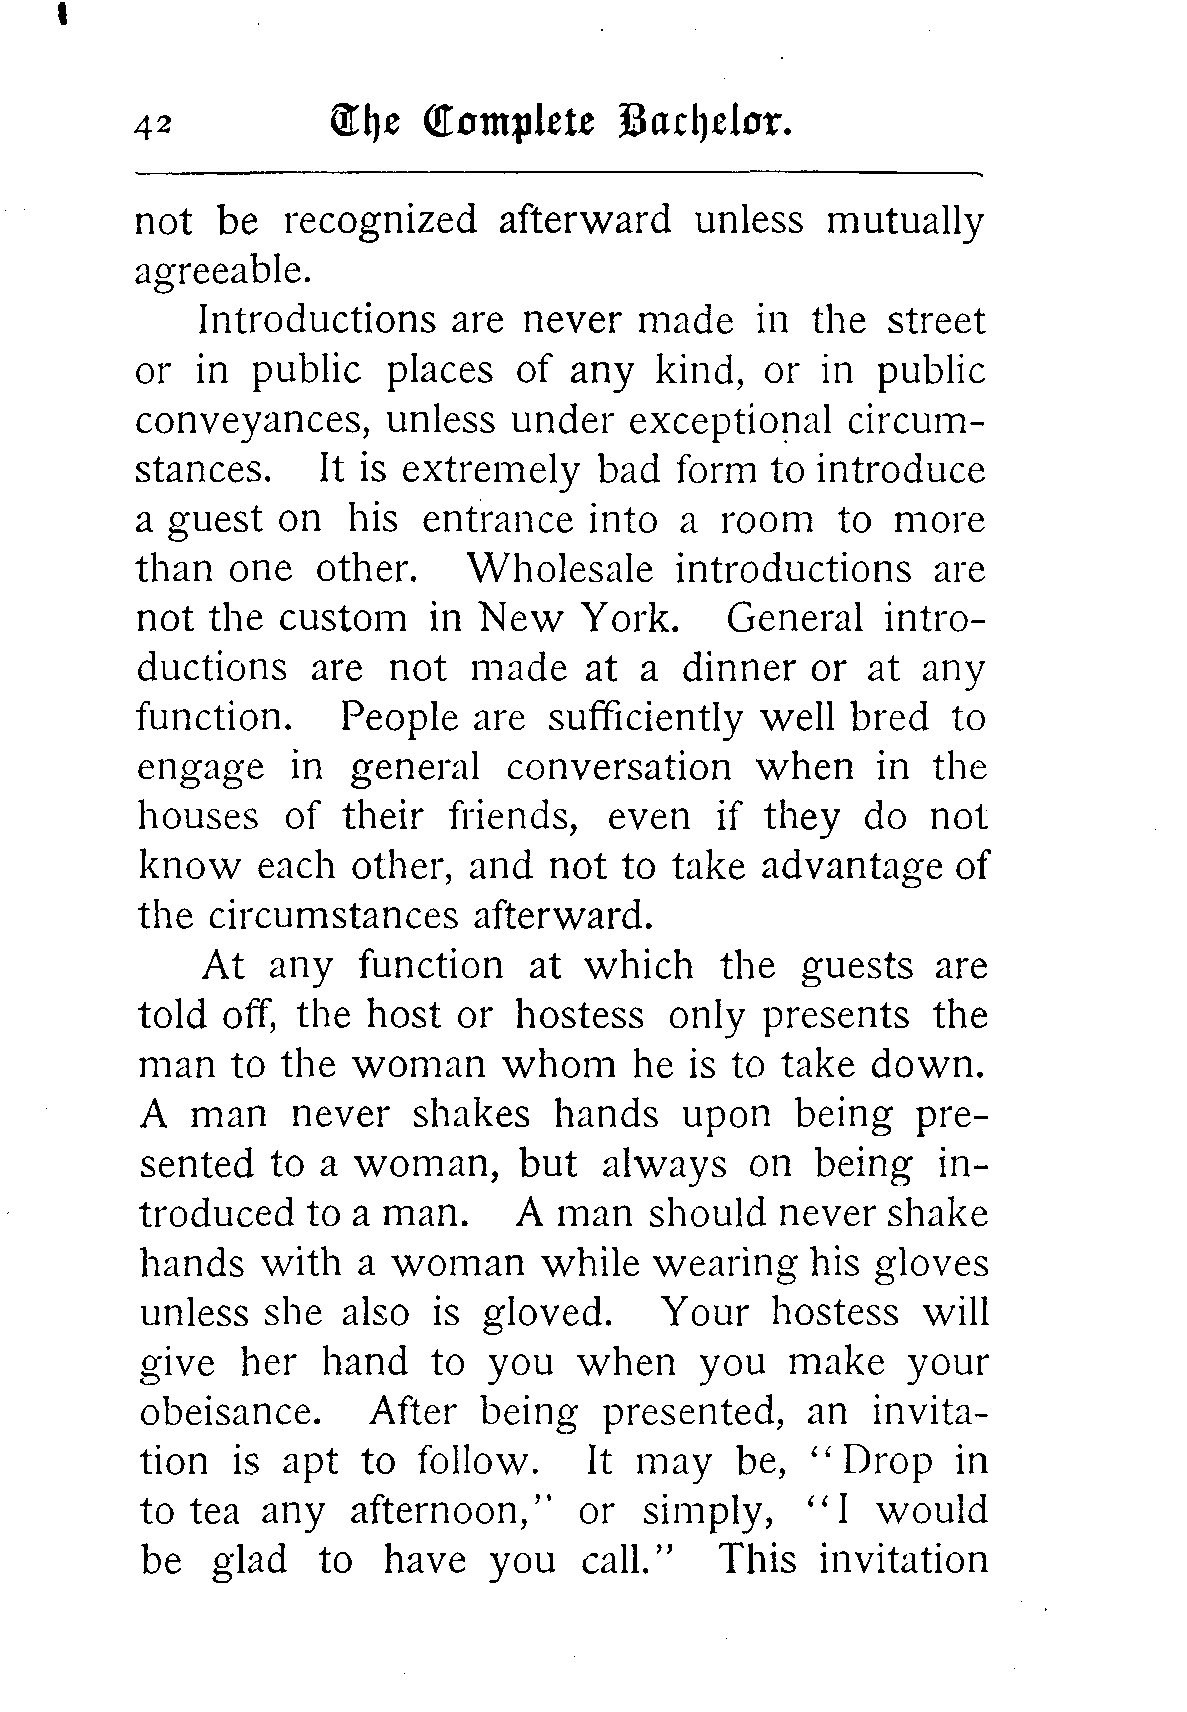 42 The Complete Bachelor.
not be recognized afterward unless mutually
agreeable.
Introductions are never made in the street
or in public places of any kind, or in public
conveyances, unless under exceptional circum-
stances. It is extremely bad form to introduce
a guest on his entrance into a room to more
than one other. Wholesale introductions are
not the custom in New York. General intro-
ductions are not made at a dinner or at any
function. People are sufficiently well bred to
engage in general conversation when in the
houses of their friends, even if they do not
know each other, and not to take advantage of
the circumstances afterward.
At any function at which the guests are
told off, the host or hostess only presents the
man to the woman whom he is to take down.
A man never shakes hands upon being pre-
sented to a woman, but always on being in-
troduced to a man. A man should never shake
hands with a woman while wearing his gloves
unless she also is gloved. Your hostess will
give her hand to you when you make your
obeisance. After being presented, an invita-
tion is apt to follow. It may be, “Drop in
to tea any afternoon,” or simply, “I would
be glad to have you call.” This invitation